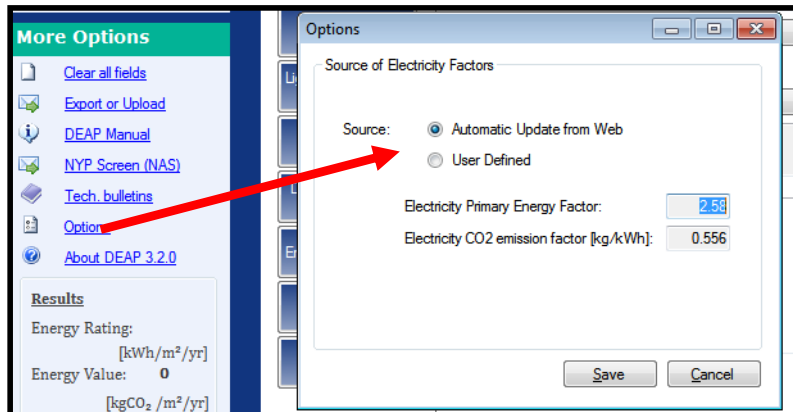 More Options
Clear all fields
Export or Upload
DEAP Manual
NYP Screen (NAS)
Tech. bulletins
Options
About DEAP 3.2.0
Results
Energy Rating:
[kWh/m²/yr]
Energy Value: 0
[kgCO₂ /m²/yr]
Li
L
Er
Options
Source of Electricity Factors
Source:
Automatic Update from Web
User Defined
Electricity Primary Energy Factor: 2.58
Electricity CO2 emission factor [kg/kWh]: 0.556
Save
Cancel